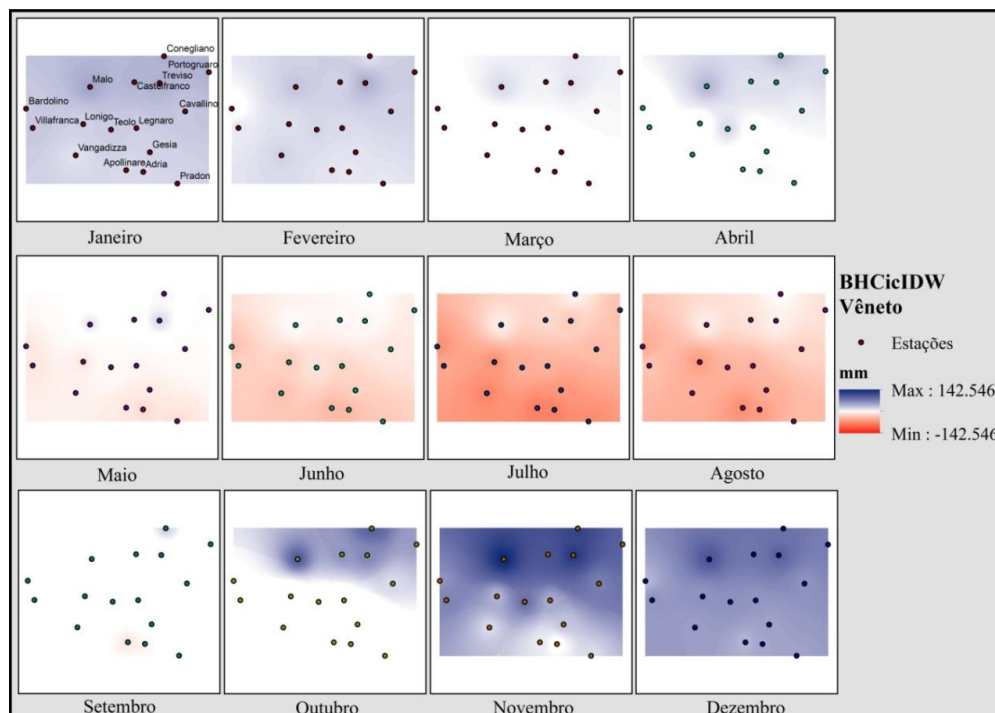 Conegliano
Portogruaro
Malo
Treviso
Castelfranco
Bardolino
Cavallino
Villafranca
Lonigo
Teolo
Legnaro
Vangadizza
Gesia
Apollinare
Adria
Pradon
Janeiro
Fevereiro
Março
Abril
Maio
Junho
Julho
Agosto
BHCicIDW
Vêneto
Estações
mm
Max : 142.546
Min : -142.546
Setembro
Outubro
Novembro
Dezembro